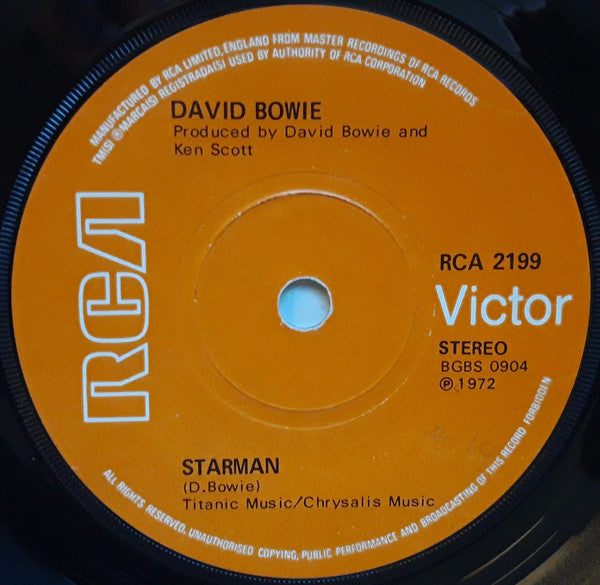 MANUFACTURED BY RCA LIMITED, ENGLAND FROM MASTER RECORDINGS OF RCA RECORDS
TM(S) ® MARCA(S) REGISTRADA(S) USED BY AUTHORITY OF RCA CORPORATION
DAVID BOWIE
Produced by David Bowie and
Ken Scott
RCA
RCA 2199
Victor
STEREO
BGBS 0904
℗ 1972
STARMAN
(D.Bowie)
Titanic Music/Chrysalis Music
ALL RIGHTS RESERVED. UNAUTHORISED COPYING, PUBLIC PERFORMANCE AND BROADCASTING OF THIS RECORD FORBIDDEN